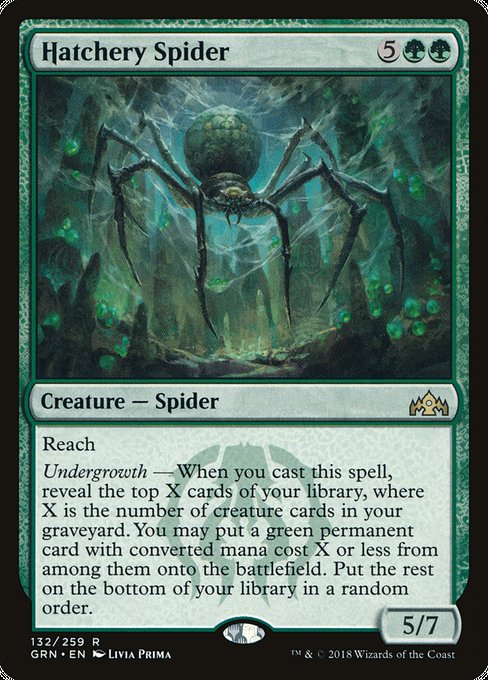 Hatchery Spider 5
Creature — Spider
Reach
Undergrowth — When you cast this spell,
reveal the top X cards of your library, where
X is the number of creature cards in your
graveyard. You may put a green permanent
card with converted mana cost X or less from
among them onto the battlefield. Put the rest
on the bottom of your library in a random
order.
5/7
132/259 R
GRN • EN Livia Prima
™ & © 2018 Wizards of the Coast